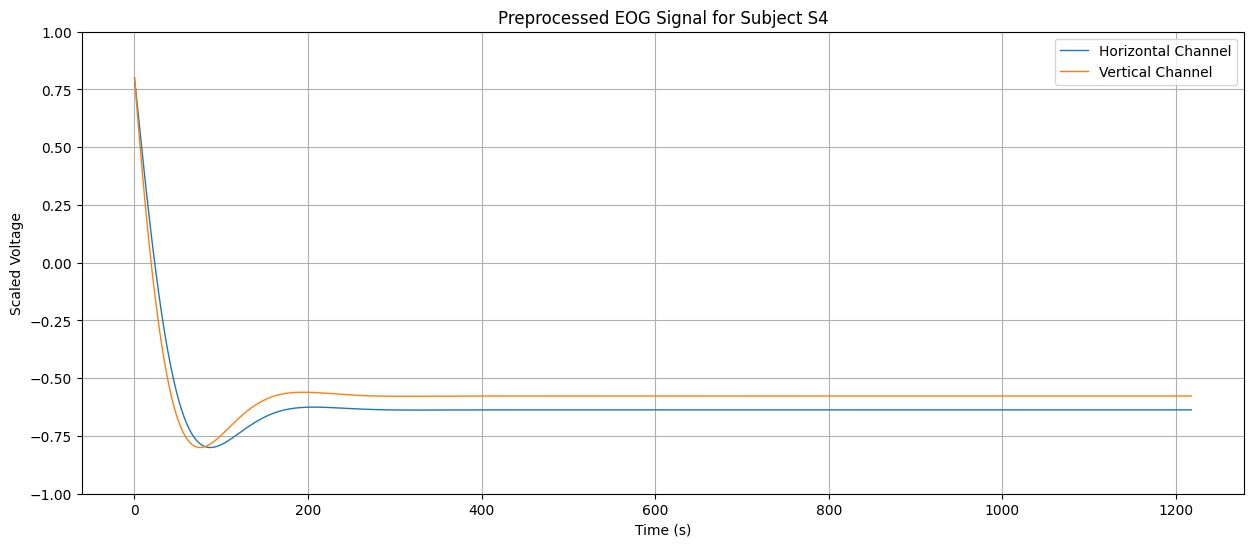 Preprocessed EOG Signal for Subject S4
Horizontal Channel
Vertical Channel
Scaled Voltage
1.00
0.75
0.50
0.25
0.00
−0.25
−0.50
−0.75
−1.00
0 200 400 600 800 1000 1200
Time (s)